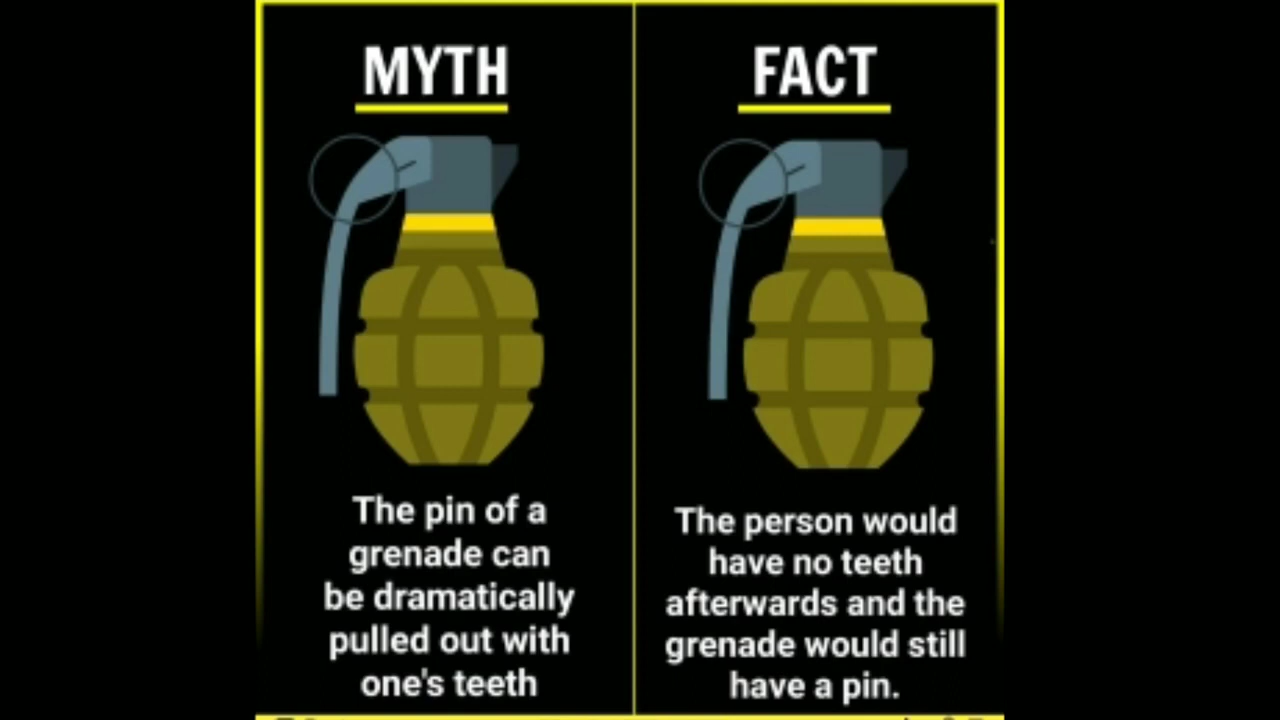 MYTH
The pin of a
grenade can
be dramatically
pulled out with
one's teeth
FACT
The person would
have no teeth
afterwards and the
grenade would still
have a pin.